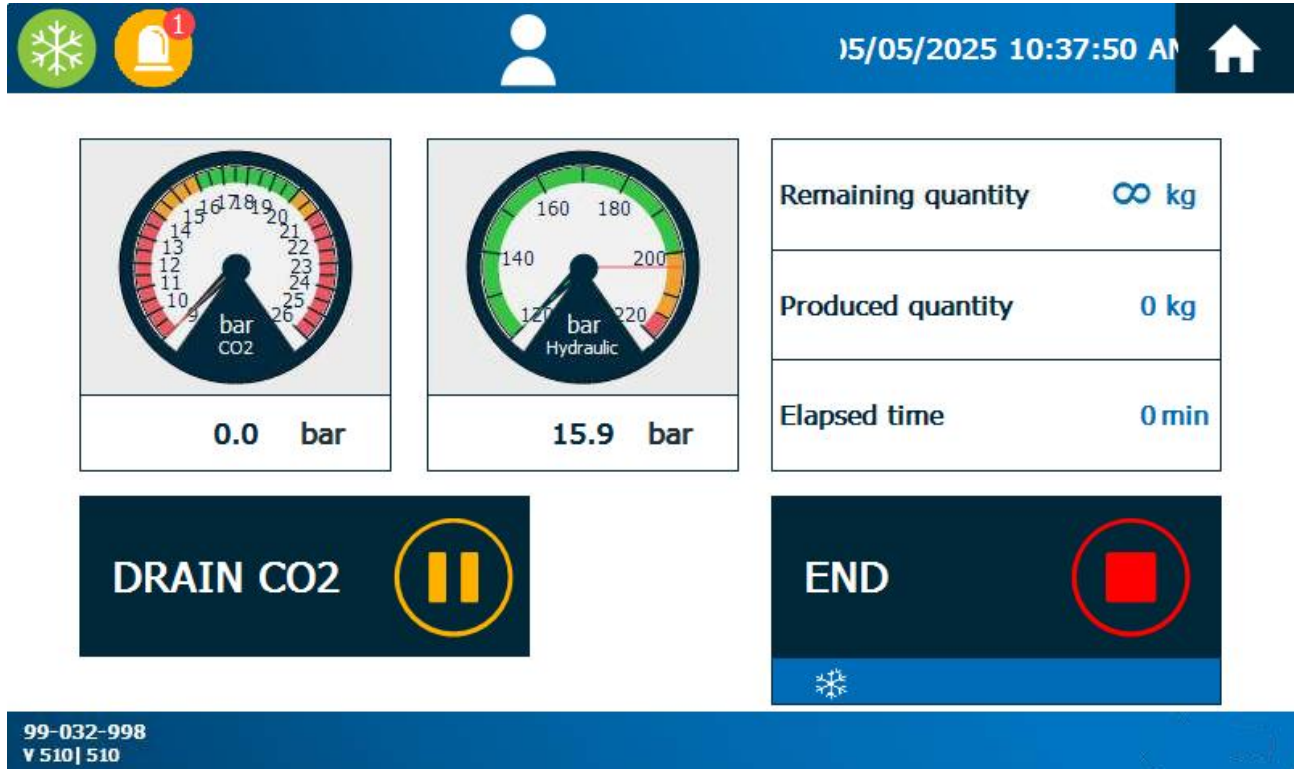 1
05/05/2025 10:37:50 AM
9 10 11 12 13 14 15 16 17 18 19 20 21 22 23 24 25 26
bar
CO2
0.0 bar
120 140 160 180 200 220
bar
Hydraulic
15.9 bar
Remaining quantity ∞ kg
Produced quantity 0 kg
Elapsed time 0 min
DRAIN CO2
END
99-032-998
V 510| 510